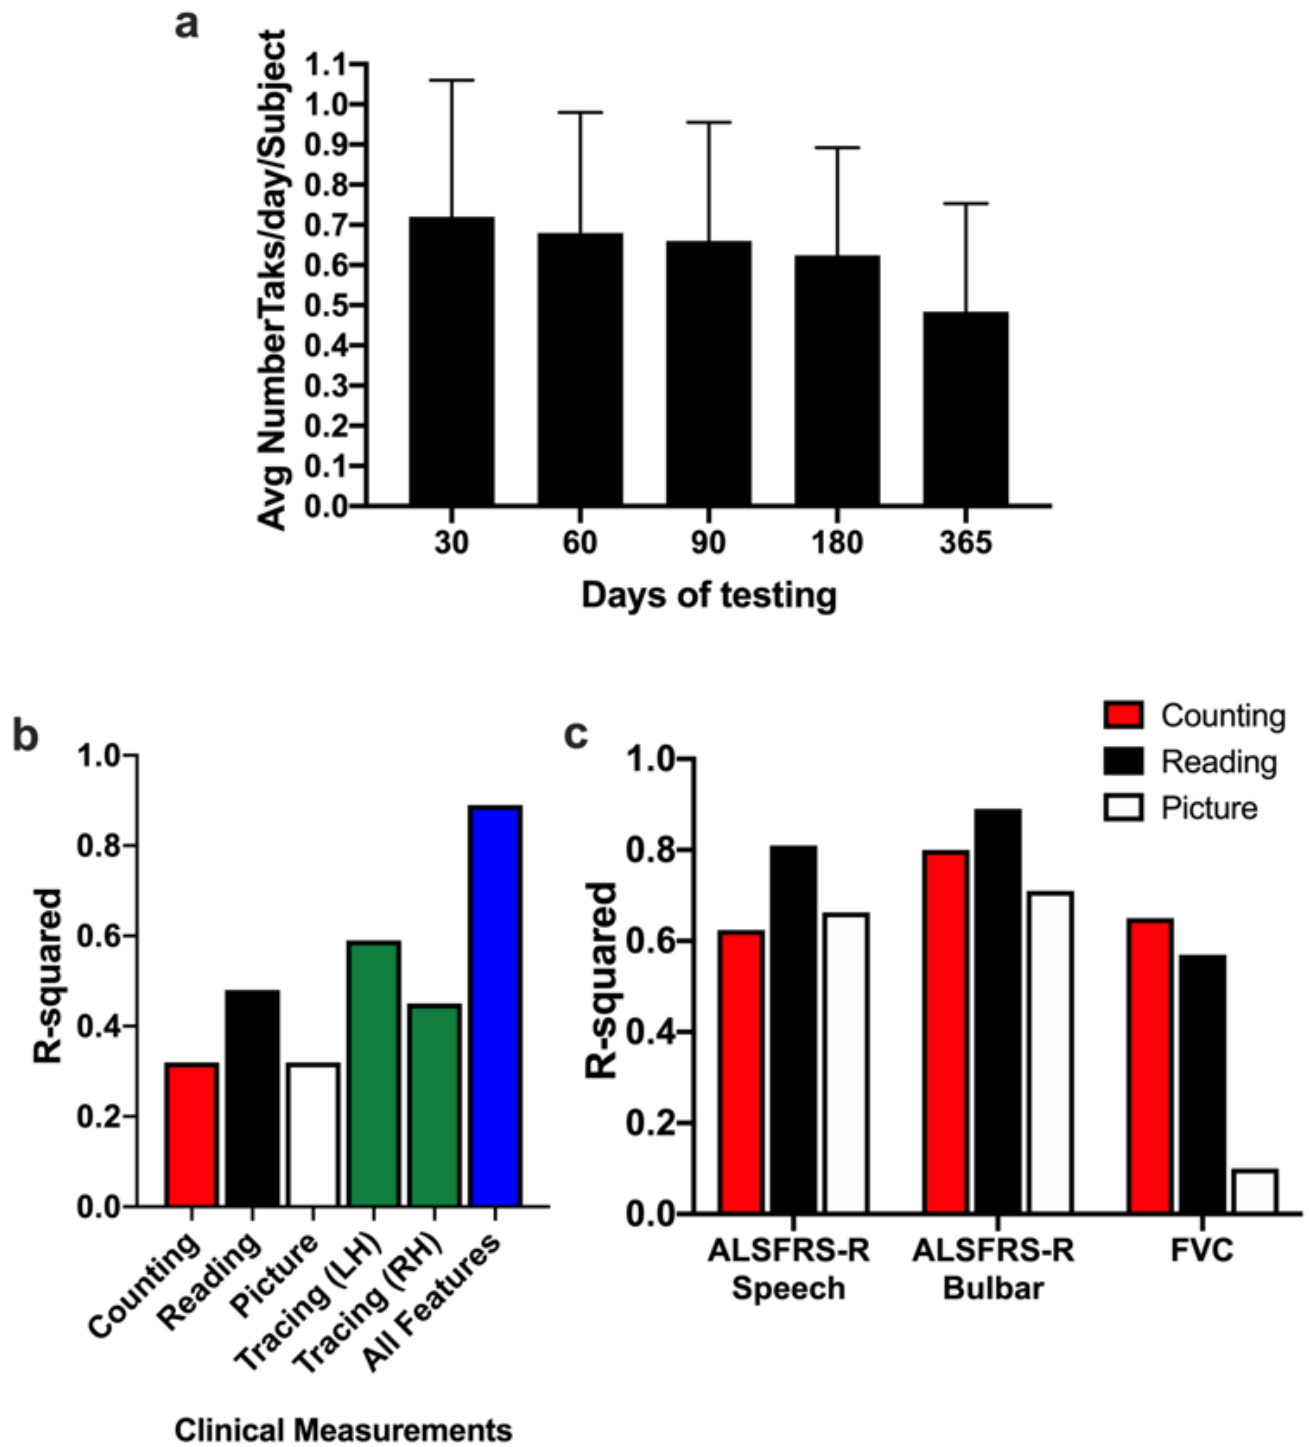 a
Avg NumberTaks/day/Subject
1.1
1.0
0.9
0.8
0.7
0.6
0.5
0.4
0.3
0.2
0.1
0.0
30 60 90 180 365
Days of testing
b
R-squared
1.0
0.8
0.6
0.4
0.2
0.0
Counting
Reading
Picture
Tracing (LH)
Tracing (RH)
All Features
Clinical Measurements
c
Counting
Reading
Picture
R-squared
1.0
0.8
0.6
0.4
0.2
0.0
ALSFRS-R
Speech
ALSFRS-R
Bulbar
FVC